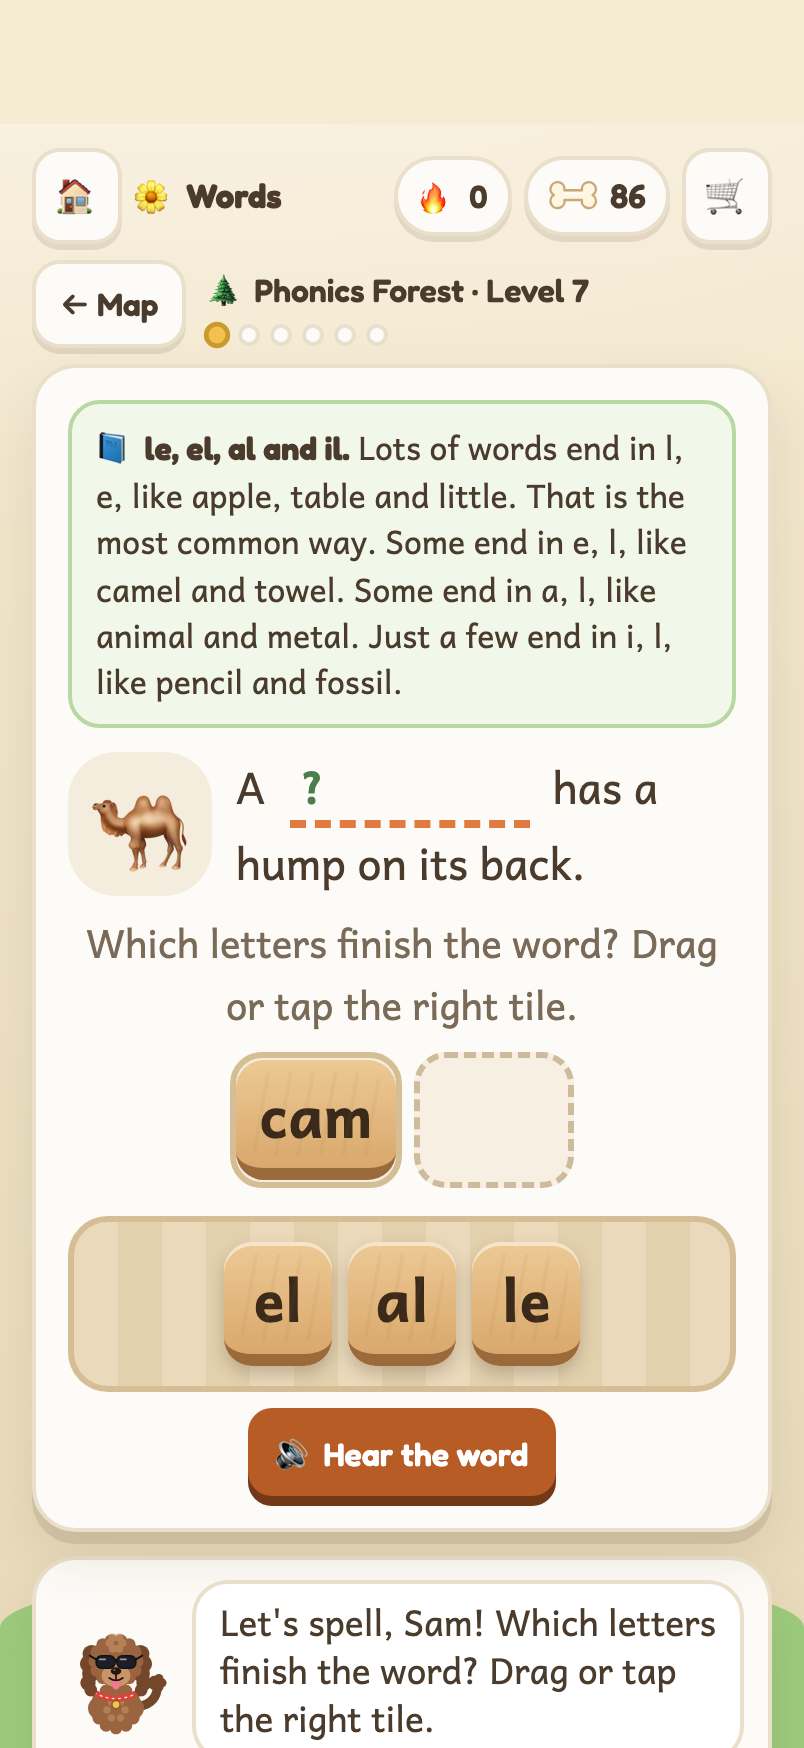 Words
0
86
← Map
Phonics Forest · Level 7
le, el, al and il. Lots of words end in l,
e, like apple, table and little. That is the
most common way. Some end in e, l, like
camel and towel. Some end in a, l, like
animal and metal. Just a few end in i, l,
like pencil and fossil.
A ? has a
hump on its back.
Which letters finish the word? Drag
or tap the right tile.
cam
el al le
Hear the word
Let's spell, Sam! Which letters
finish the word? Drag or tap
the right tile.